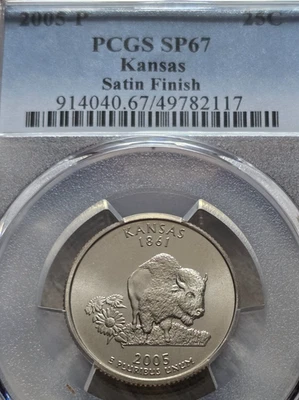 2005-P 25C
PCGS SP67
Kansas
Satin Finish
914040.67/49782117
KANSAS
1861
2005
E PLURIBUS UNUM